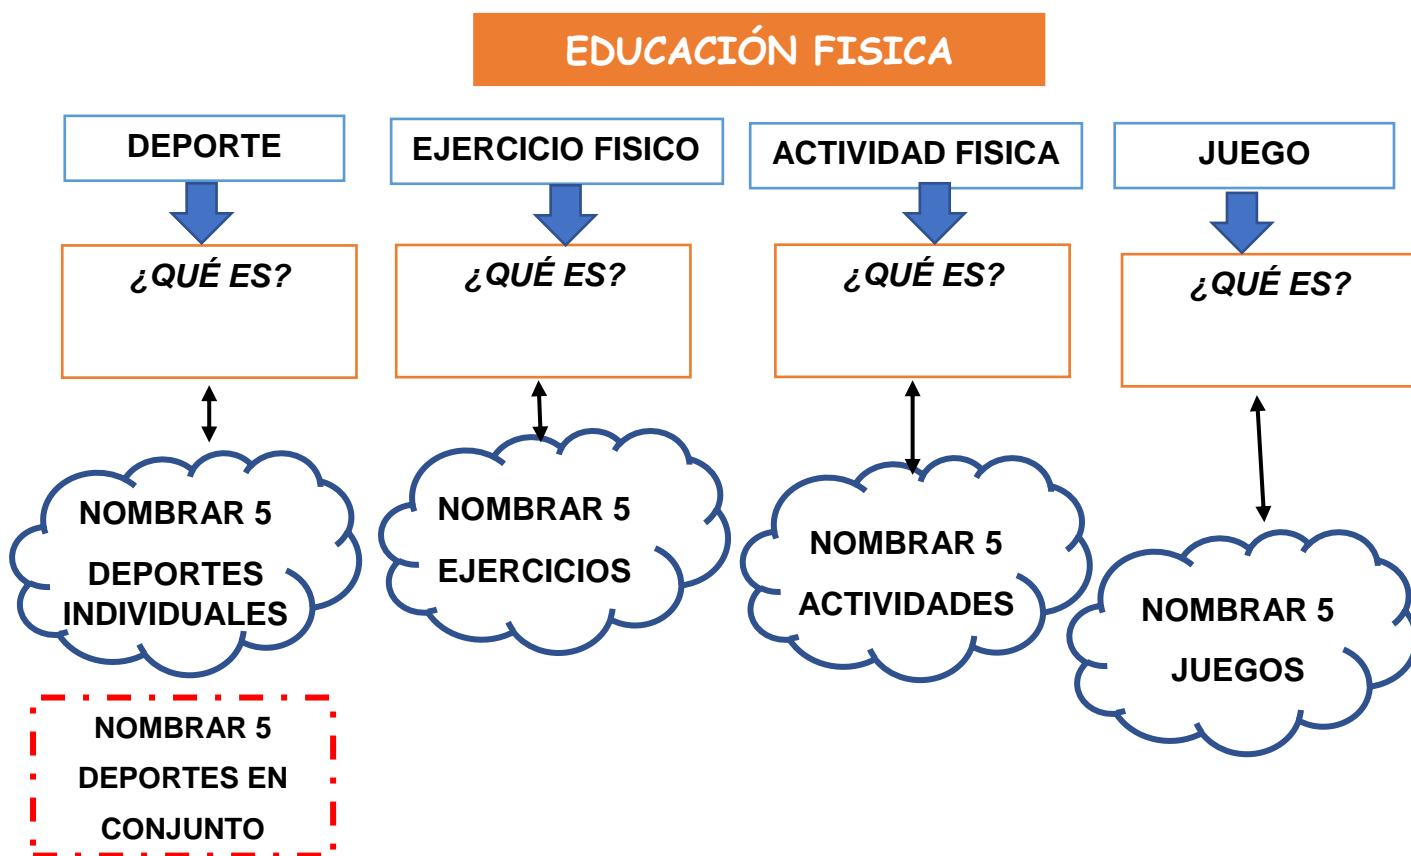 EDUCACIÓN FISICA
DEPORTE
EJERCICIO FISICO
ACTIVIDAD FISICA
JUEGO
¿QUÉ ES?
¿QUÉ ES?
¿QUÉ ES?
¿QUÉ ES?
NOMBRAR 5
DEPORTES
INDIVIDUALES
NOMBRAR 5
EJERCICIOS
NOMBRAR 5
ACTIVIDADES
NOMBRAR 5
JUEGOS
NOMBRAR 5
DEPORTES EN
CONJUNTO